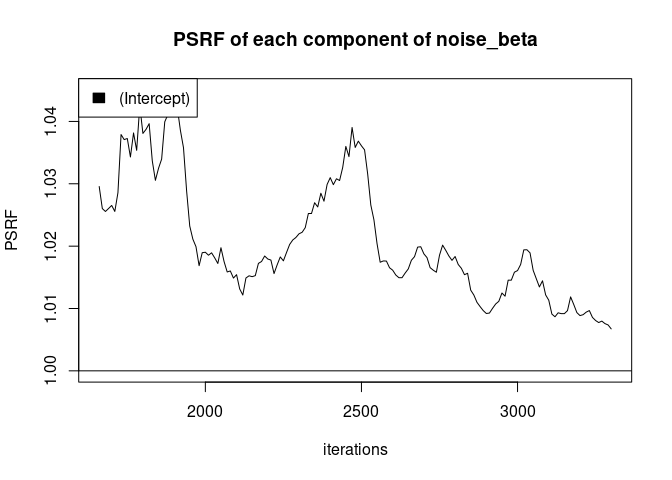 PSRF of each component of noise_beta
(Intercept)
PSRF
1.04
1.03
1.02
1.01
1.00
2000 2500 3000
iterations